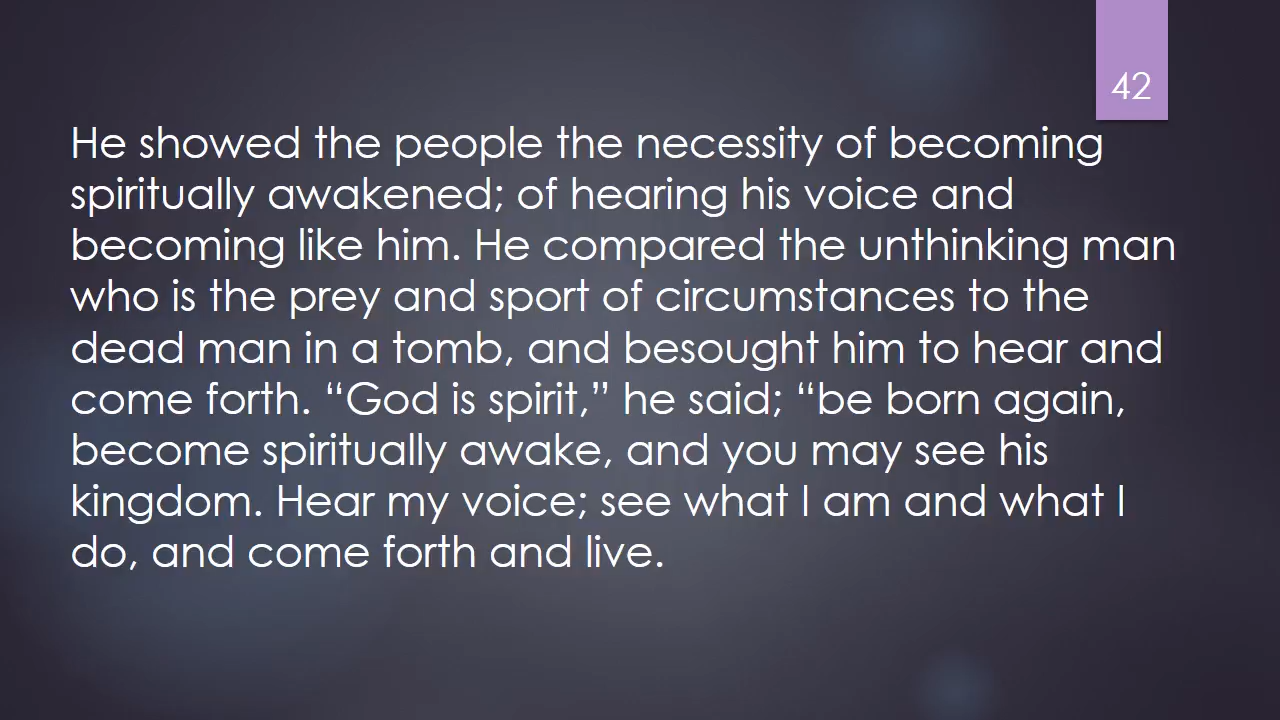 42
He showed the people the necessity of becoming
spiritually awakened; of hearing his voice and
becoming like him. He compared the unthinking man
who is the prey and sport of circumstances to the
dead man in a tomb, and besought him to hear and
come forth. “God is spirit,” he said; “be born again,
become spiritually awake, and you may see his
kingdom. Hear my voice; see what I am and what I
do, and come forth and live.